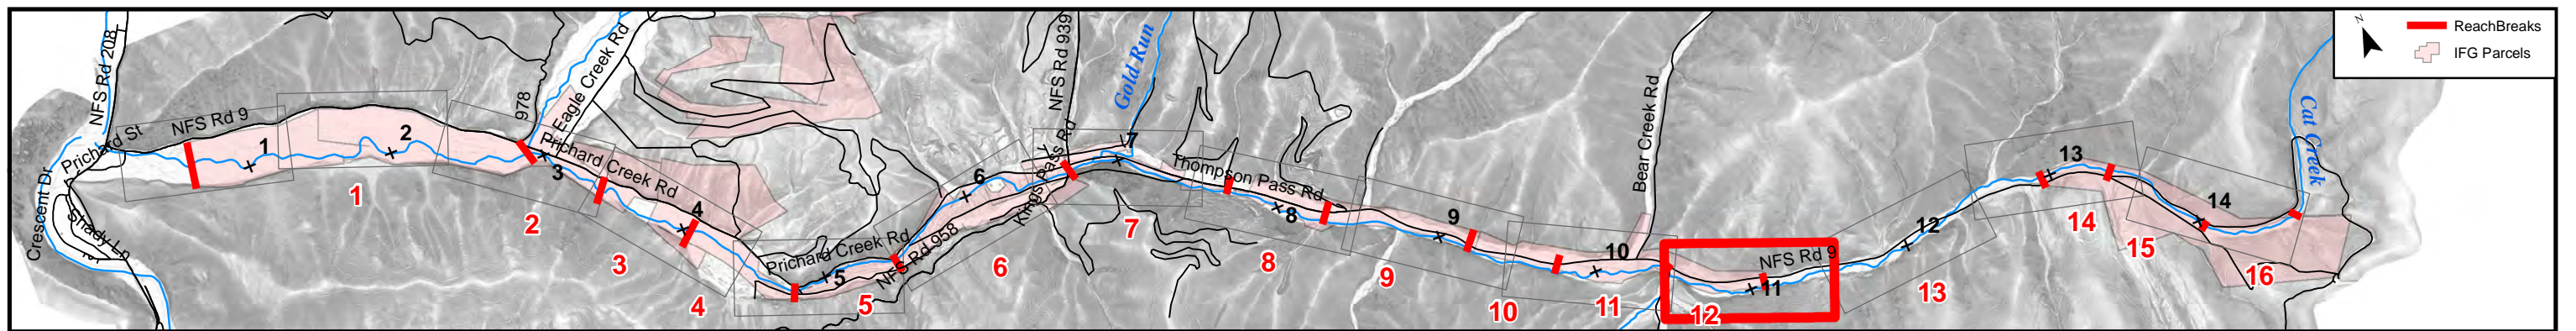 N
ReachBreaks
IFG Parcels
NFS Rd 208
Prichard St
NFS Rd 9
Crescent Dr
Shady Ln
978
Eagle Creek Rd
Prichard Creek Rd
Prichard Creek Rd
NFS Rd 958
Kings Pass Rd
NFS Rd 939
Gold Run
Thompson Pass Rd
Bear Creek Rd
NFS Rd 9
Cat Creek
1
2
3
4
5
6
7
8
9
10
11
12
13
14
1
2
3
4
5
6
7
8
9
10
11
12
13
14
15
16